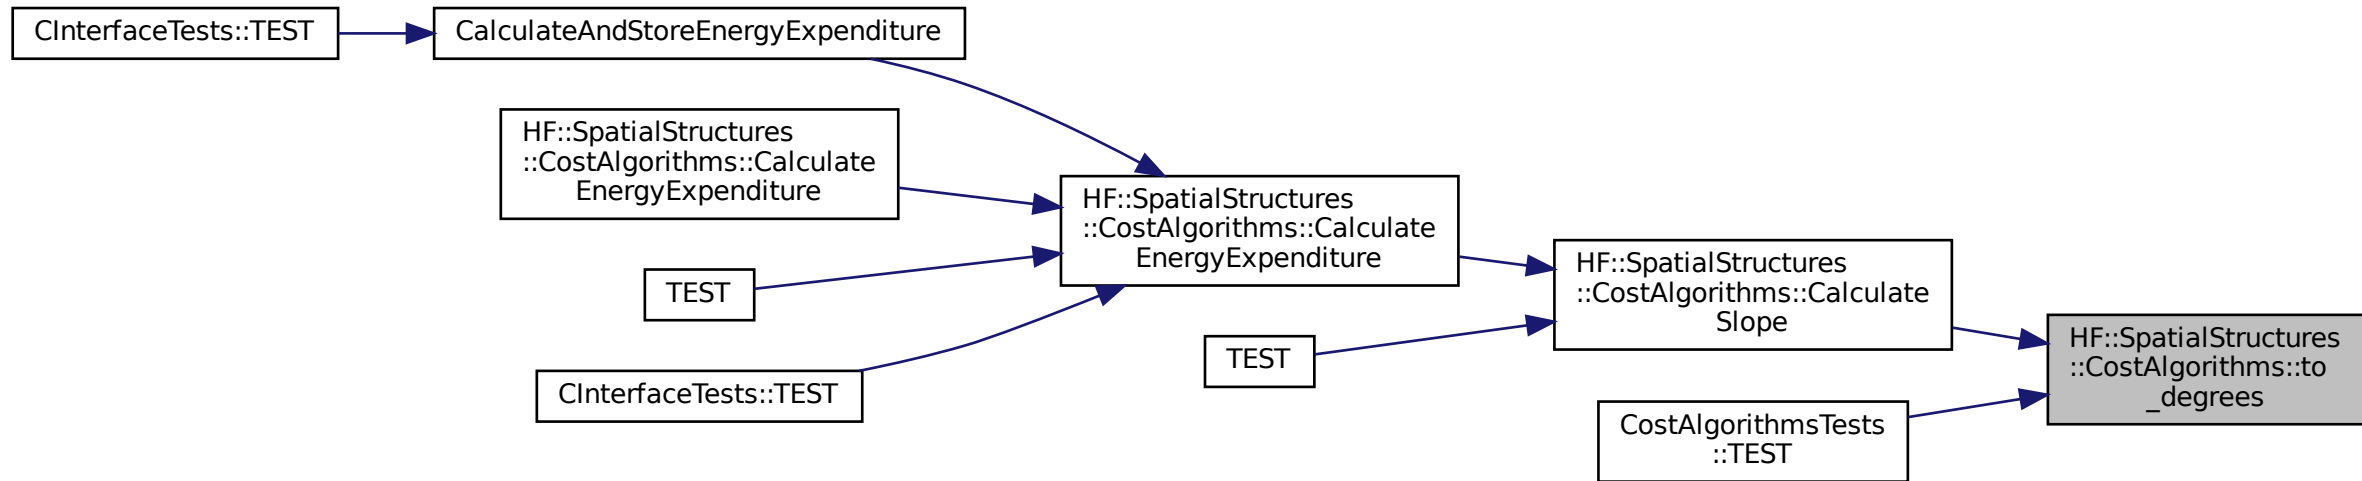 CInterfaceTests::TEST
CalculateAndStoreEnergyExpenditure
HF::SpatialStructures
::CostAlgorithms::Calculate
EnergyExpenditure
TEST
CInterfaceTests::TEST
HF::SpatialStructures
::CostAlgorithms::Calculate
EnergyExpenditure
TEST
HF::SpatialStructures
::CostAlgorithms::Calculate
Slope
CostAlgorithmsTests
::TEST
HF::SpatialStructures
::CostAlgorithms::to
_degrees